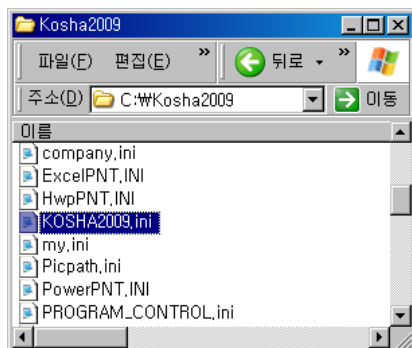 Kosha2009
파일(F) 편집(E) » 뒤로 »
주소(D) C:₩Kosha2009 이동
이름
company.ini
ExcelPNT.INI
HwpPNT.INI
KOSHA2009.ini
my.ini
Picpath.ini
PowerPNT.INI
PROGRAM_CONTROL.ini